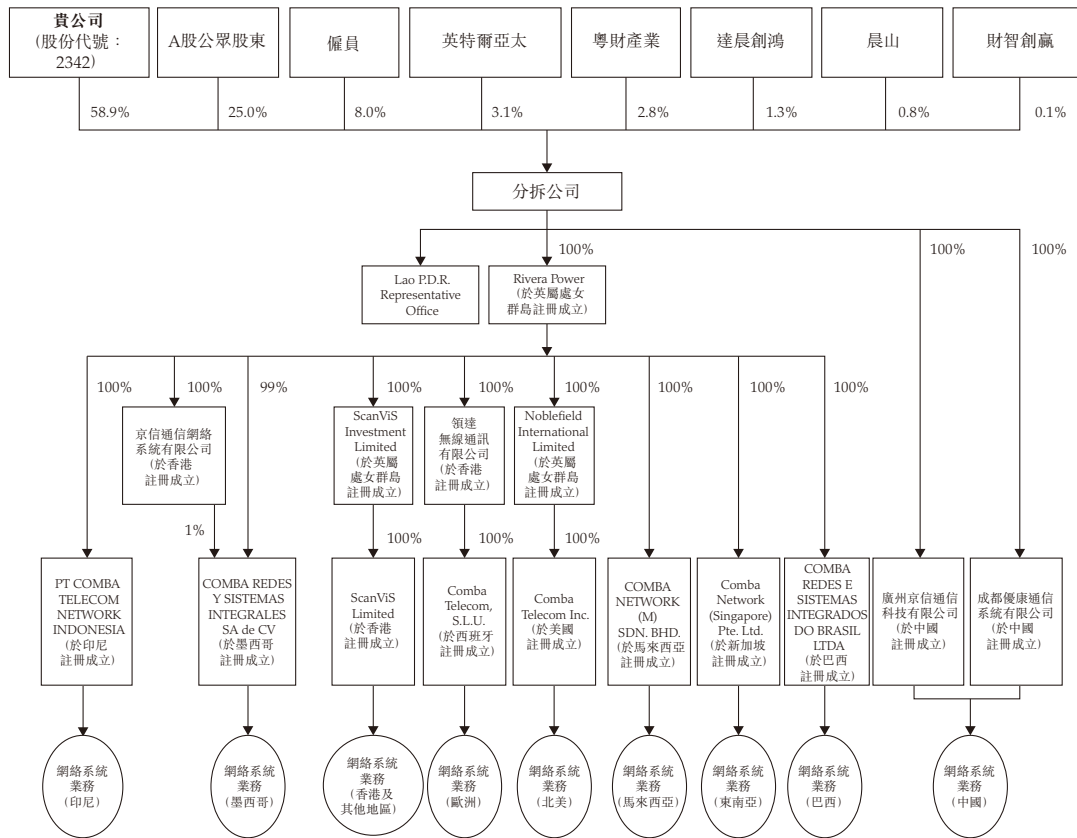 貴公司
(股份代號：
2342)
A股公眾股東
僱員
英特爾亞太
粵財產業
達晨創鴻
晨山
財智創贏
58.9%
25.0%
8.0%
3.1%
2.8%
1.3%
0.8%
0.1%
分拆公司
100%
100%
100%
Lao P.D.R.
Representative
Office
Rivera Power
(於英屬處女
群島註冊成立)
100%
100%
99%
100%
100%
100%
100%
100%
100%
京信通信網絡
系統有限公司
(於香港
註冊成立)
ScanViS
Investment
Limited
(於英屬
處女群島
註冊成立)
領達
無線通訊
有限公司
(於香港
註冊成立)
Noblefield
International
Limited
(於英屬
處女群島
註冊成立)
1%
100%
100%
100%
PT COMBA
TELECOM
NETWORK
INDONESIA
(於印尼
註冊成立)
COMBA REDES
Y SISTEMAS
INTEGRALES
SA de CV
(於墨西哥
註冊成立)
ScanViS
Limited
(於香港
註冊成立)
Comba
Telecom,
S.L.U.
(於西班牙
註冊成立)
Comba
Telecom Inc.
(於美國
註冊成立)
COMBA
NETWORK
(M)
SDN. BHD.
(於馬來西亞
註冊成立)
Comba
Network
(Singapore)
Pte. Ltd.
(於新加坡
註冊成立)
COMBA
REDES E
SISTEMAS
INTEGRADOS
DO BRASIL
LTDA
(於巴西
註冊成立)
廣州京信通信
科技有限公司
(於中國
註冊成立)
成都優康通信
系統有限公司
(於中國
註冊成立)
網絡系統
業務
(印尼)
網絡系統
業務
(墨西哥)
網絡系統
業務
(香港及
其他地區)
網絡系統
業務
(歐洲)
網絡系統
業務
(北美)
網絡系統
業務
(馬來西亞)
網絡系統
業務
(東南亞)
網絡系統
業務
(巴西)
網絡系統
業務
(中國)